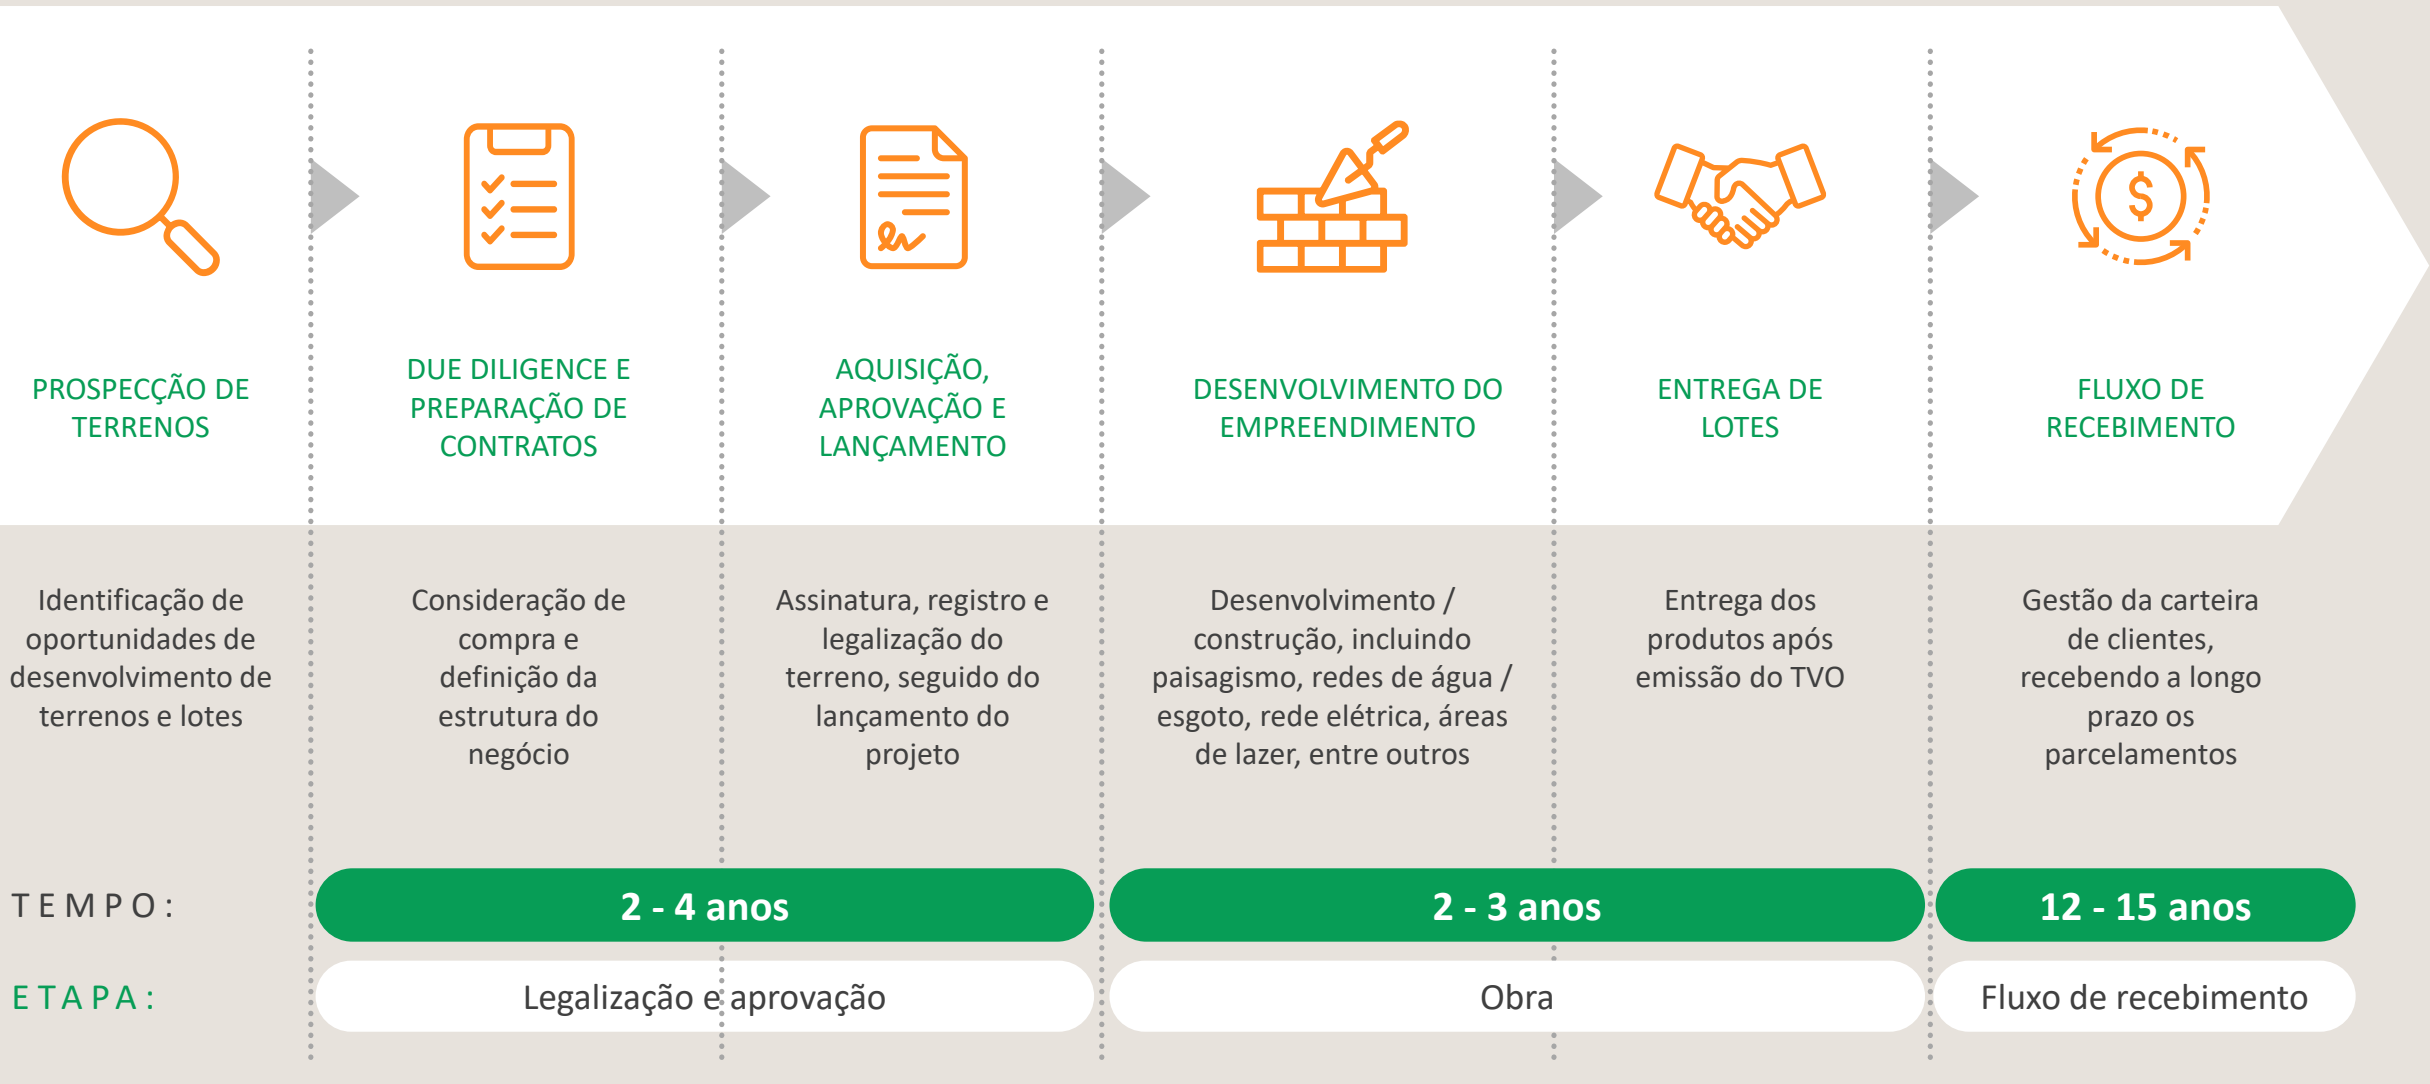 PROSPECÇÃO DE
TERRENOS
DUE DILIGENCE E
PREPARAÇÃO DE
CONTRATOS
AQUISIÇÃO,
APROVAÇÃO E
LANÇAMENTO
DESENVOLVIMENTO DO
EMPREENDIMENTO
ENTREGA DE
LOTES
FLUXO DE
RECEBIMENTO
Identificação de
oportunidades de
desenvolvimento de
terrenos e lotes
Consideração de
compra e
definição da
estrutura do
negócio
Assinatura, registro e
legalização do
terreno, seguido do
lançamento do
projeto
Desenvolvimento /
construção, incluindo
paisagismo, redes de água /
esgoto, rede elétrica, áreas
de lazer, entre outros
Entrega dos
produtos após
emissão do TVO
Gestão da carteira
de clientes,
recebendo a longo
prazo os
parcelamentos
TEMPO:
2 - 4 anos
2 - 3 anos
12 - 15 anos
ETAPA:
Legalização e aprovação
Obra
Fluxo de recebimento